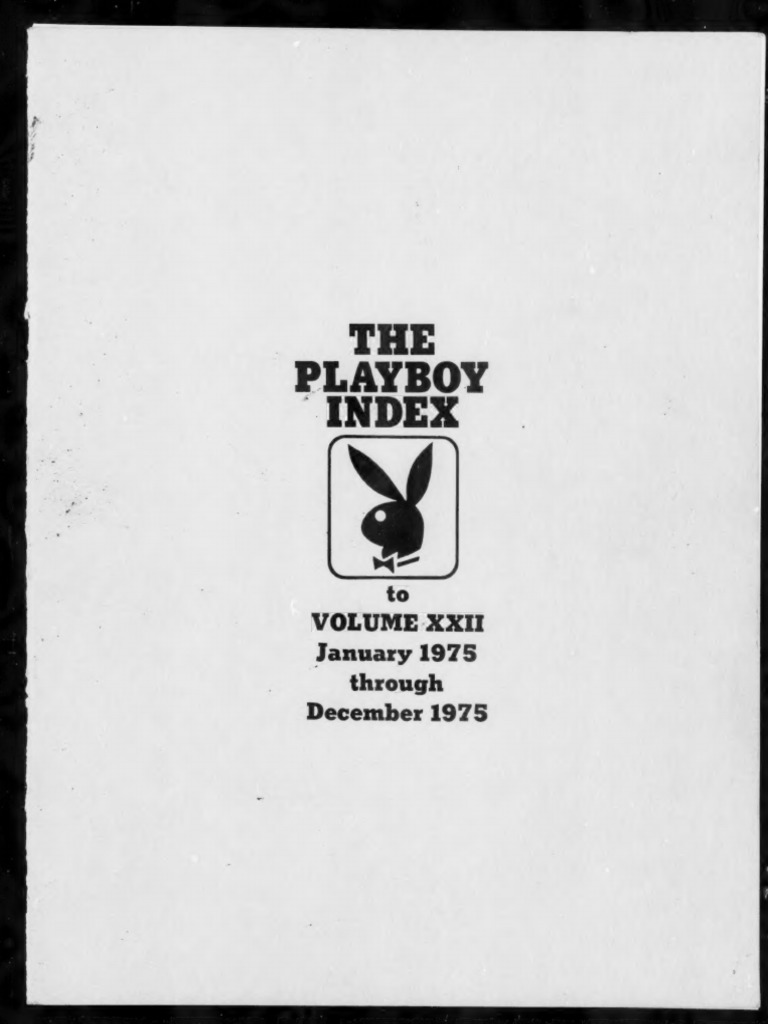 THE
PLAYBOY
INDEX
to
VOLUME XXII
January 1975
through
December 1975